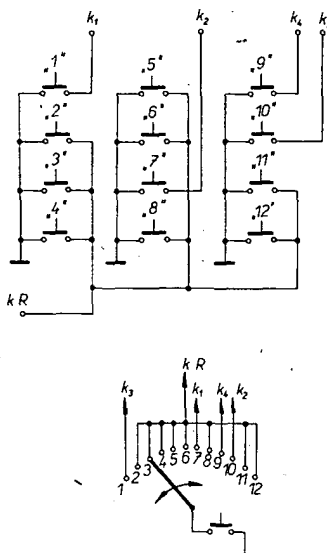 k₁ k₂ k₄ k
„1” „5” „9”
„2” „6” „10”
„3” „7” „11”
„4” „8” „12”
k R
k R
k₃ k₁ k₄ k₂
1 2 3 4 5 6 7 8 9 10 11 12